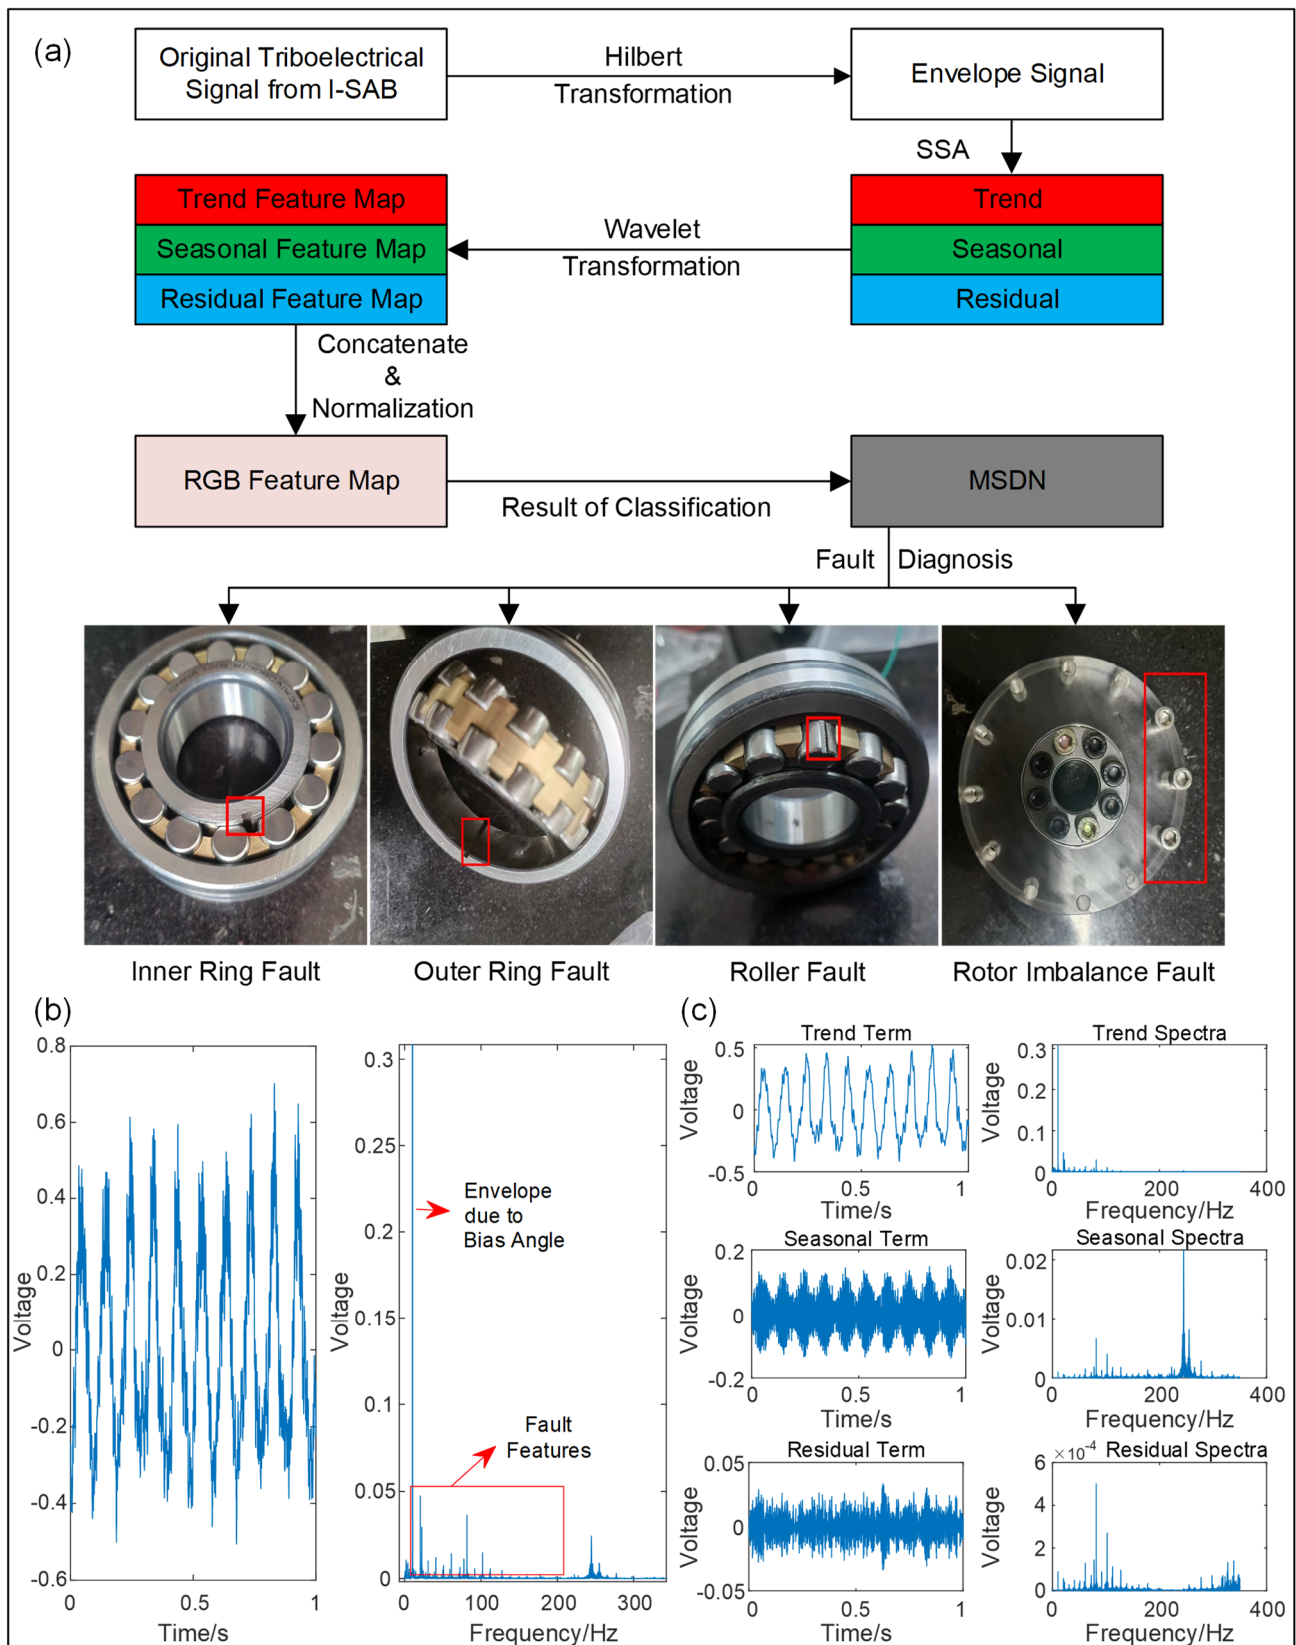 (a)
Original Triboelectrical
Signal from I-SAB
Hilbert
Transformation
Envelope Signal
SSA
Trend
Seasonal
Residual
Wavelet
Transformation
Trend Feature Map
Seasonal Feature Map
Residual Feature Map
Concatenate
&
Normalization
RGB Feature Map
Result of Classification
MSDN
Fault Diagnosis
Inner Ring Fault
Outer Ring Fault
Roller Fault
Rotor Imbalance Fault
(b)
Voltage
0.8
0.6
0.4
0.2
0
-0.2
-0.4
-0.6
0 0.5 1
Time/s
Voltage
0.3
0.25
0.2
0.15
0.1
0.05
0
Envelope
due to
Bias Angle
Fault
Features
0 100 200 300
Frequency/Hz
(c)
Trend Term
Voltage
0.5
0
-0.5
0 0.5 1
Time/s
Trend Spectra
Voltage
0.3
0.2
0.1
0
0 200 400
Frequency/Hz
Seasonal Term
Voltage
0.2
0
-0.2
0 0.5 1
Time/s
Seasonal Spectra
Voltage
0.02
0.01
0
0 200 400
Frequency/Hz
Residual Term
Voltage
0.05
0
-0.05
0 0.5 1
Time/s
×10⁻⁴ Residual Spectra
Voltage
6
4
2
0
0 200 400
Frequency/Hz